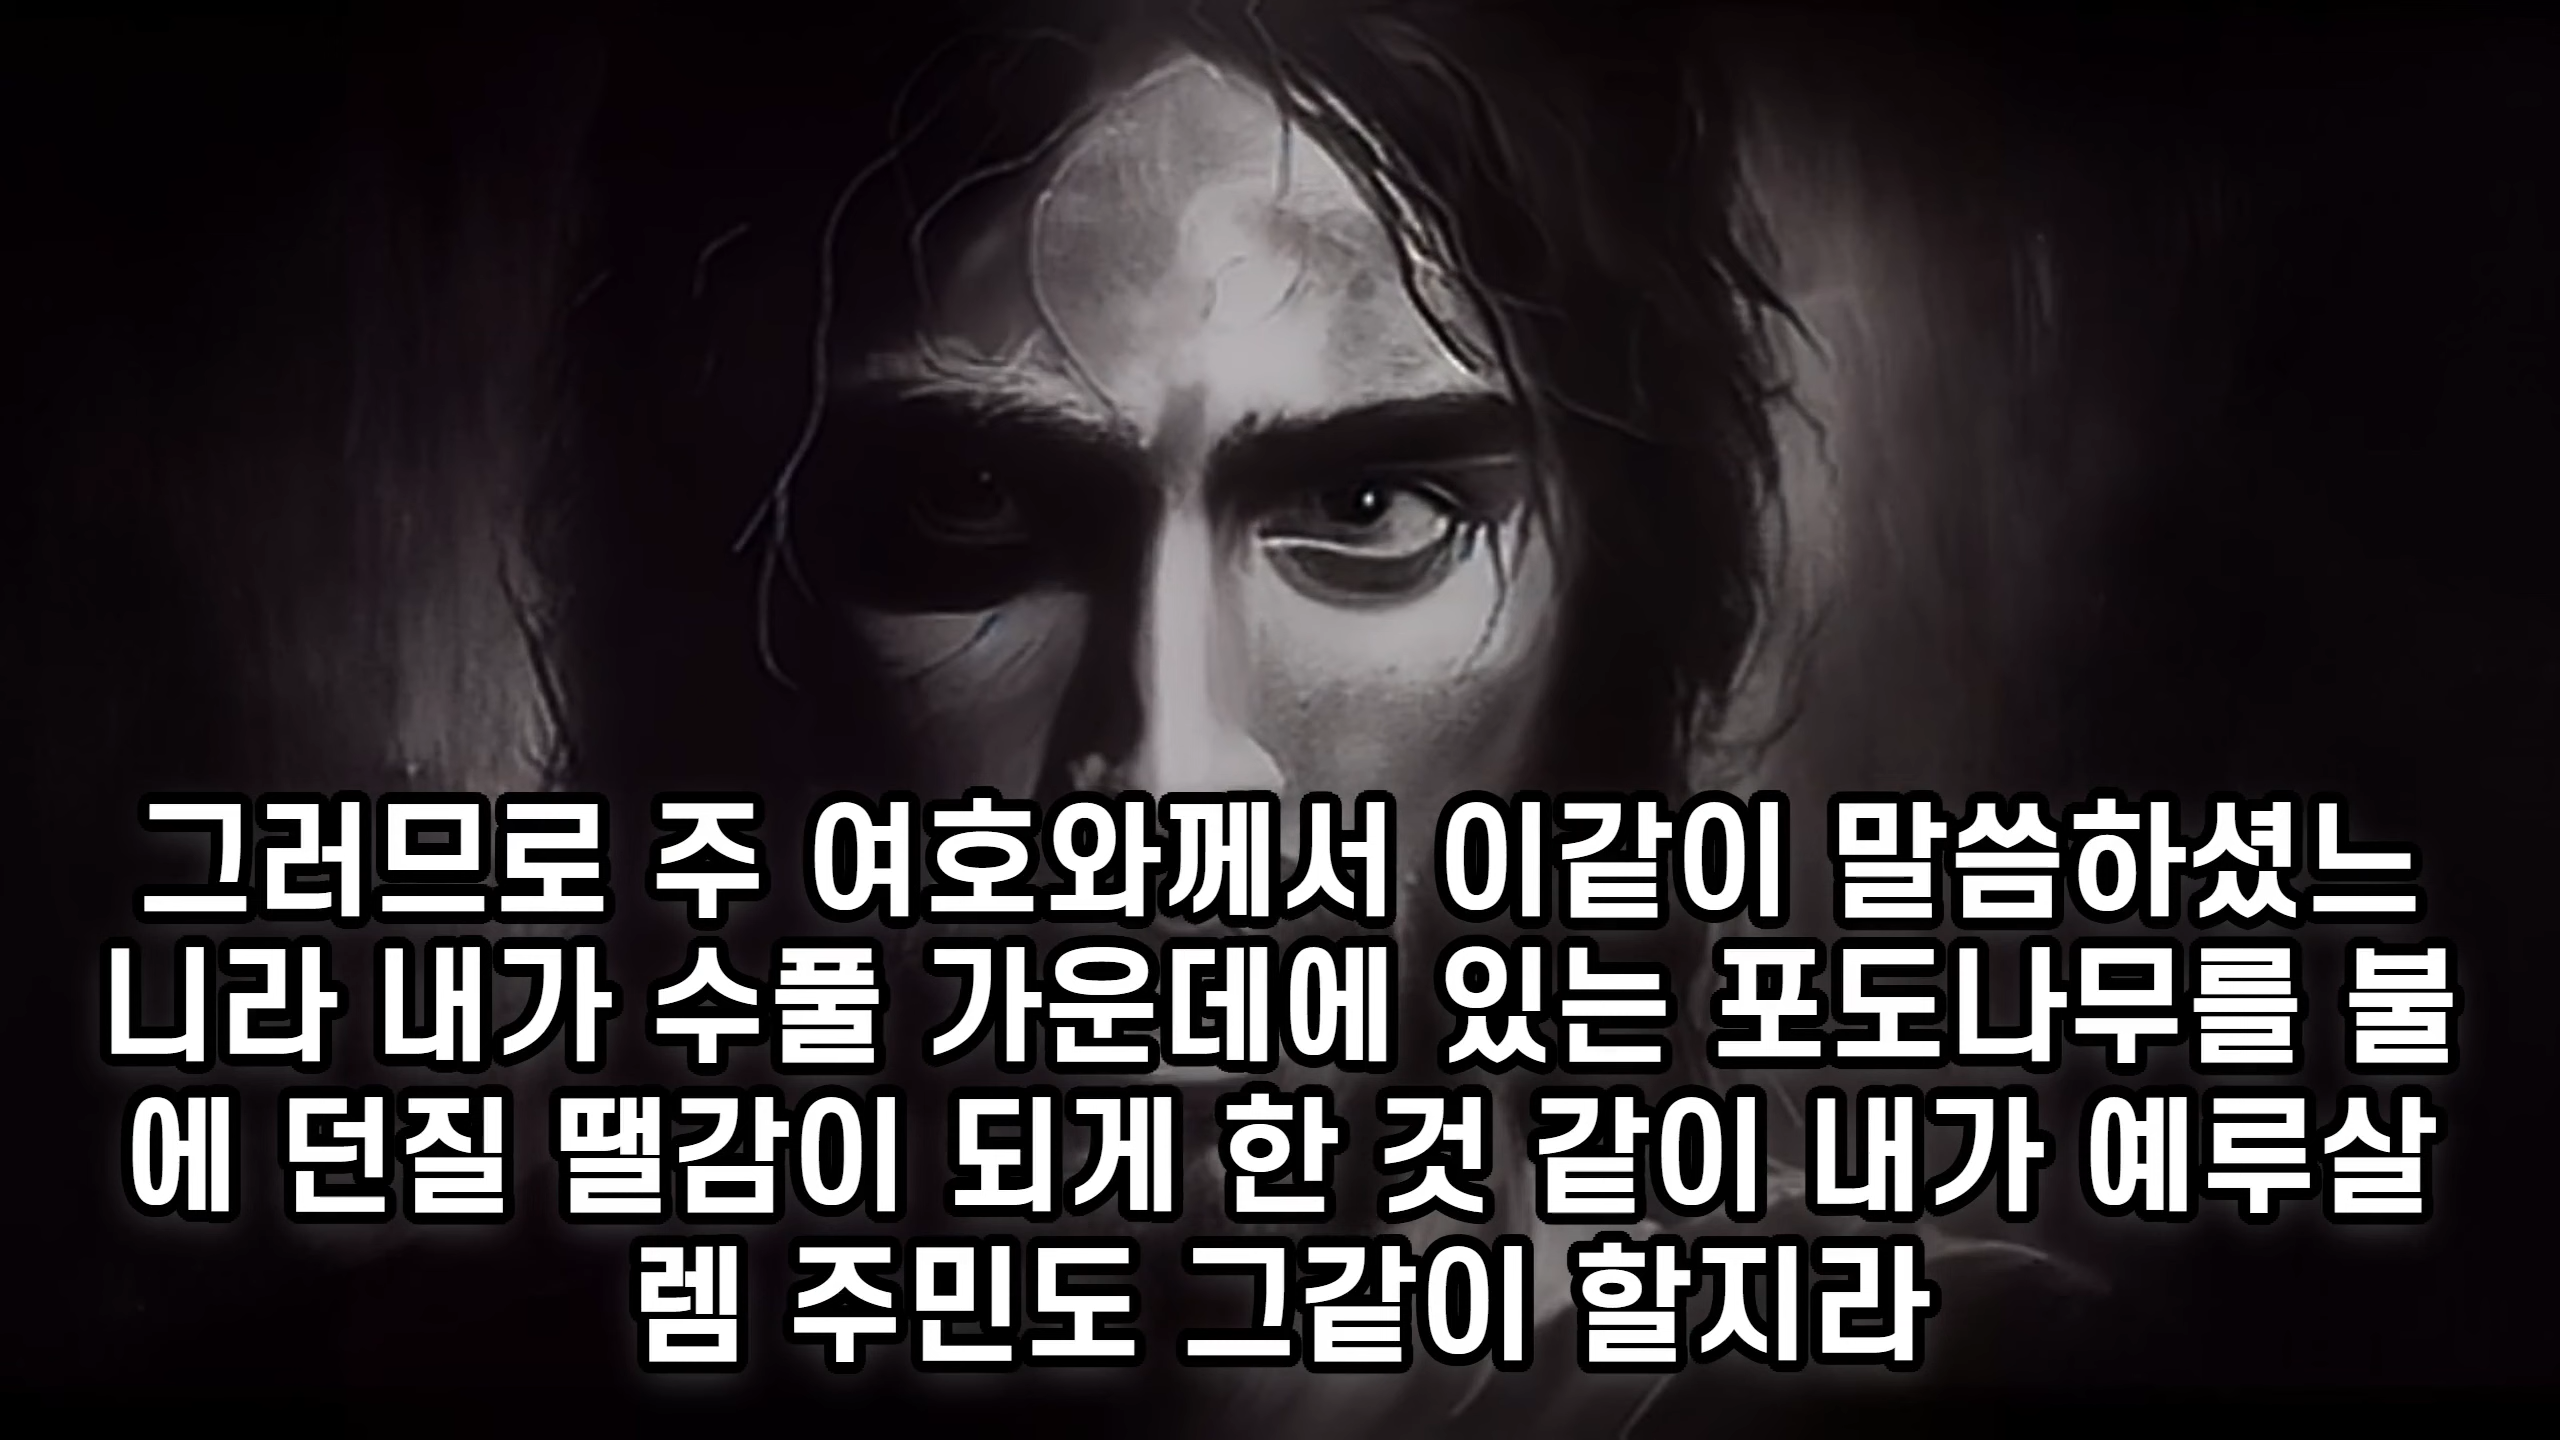 그러므로 주 여호와께서 이같이 말씀하셨느
니라 내가 수풀 가운데에 있는 포도나무를 불
에 던질 땔감이 되게 한 것 같이 내가 예루살
렘 주민도 그같이 할지라